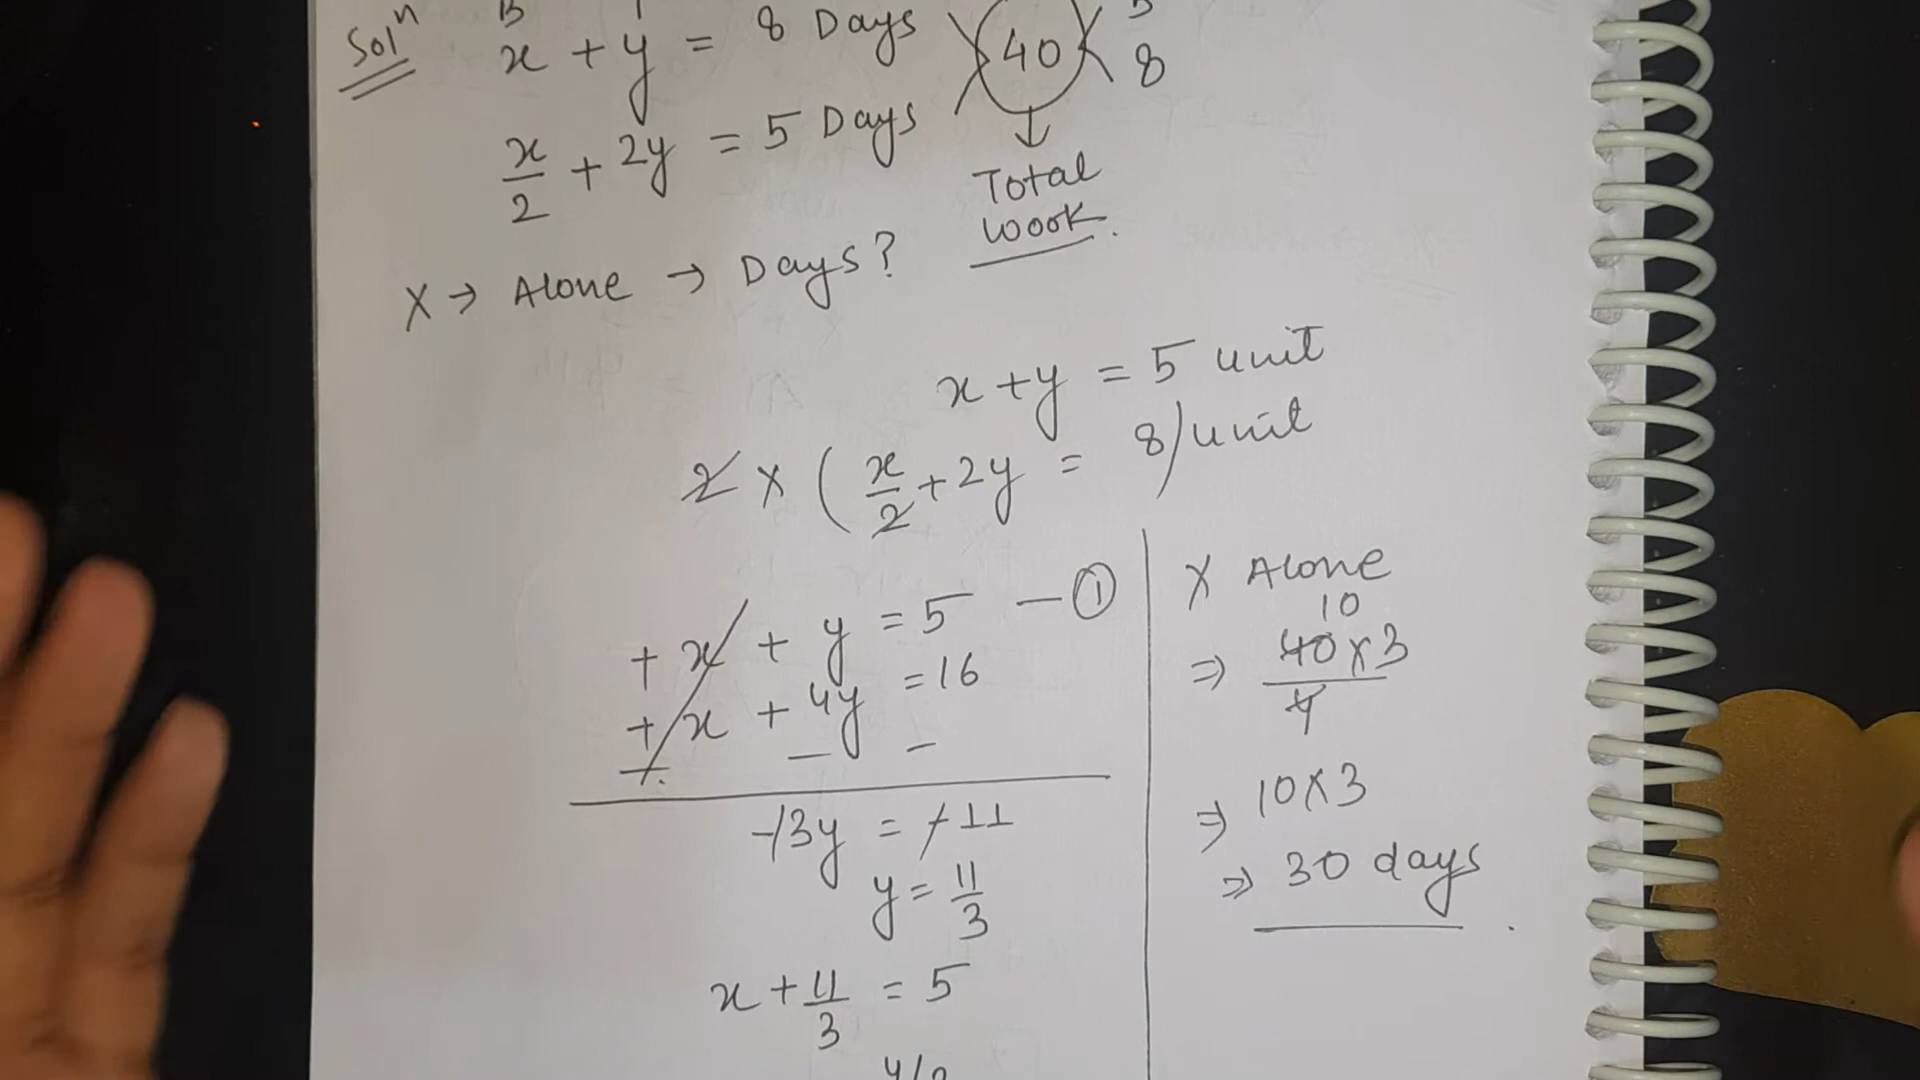 Solⁿ x + y = 8 Days 40 8
x/2 + 2y = 5 Days
↓
Total
Wook.
X → Alone → Days?
x + y = 5 unit
2 × ( x/2 + 2y = 8 ) unit
+ x + y = 5 — ①
+ x + 4y = 16
- - -
-3y = -11
y = 11/3
x + 11/3 = 5
X Alone
10
⇒ 40×3/4
⇒ 10×3
⇒ 30 days